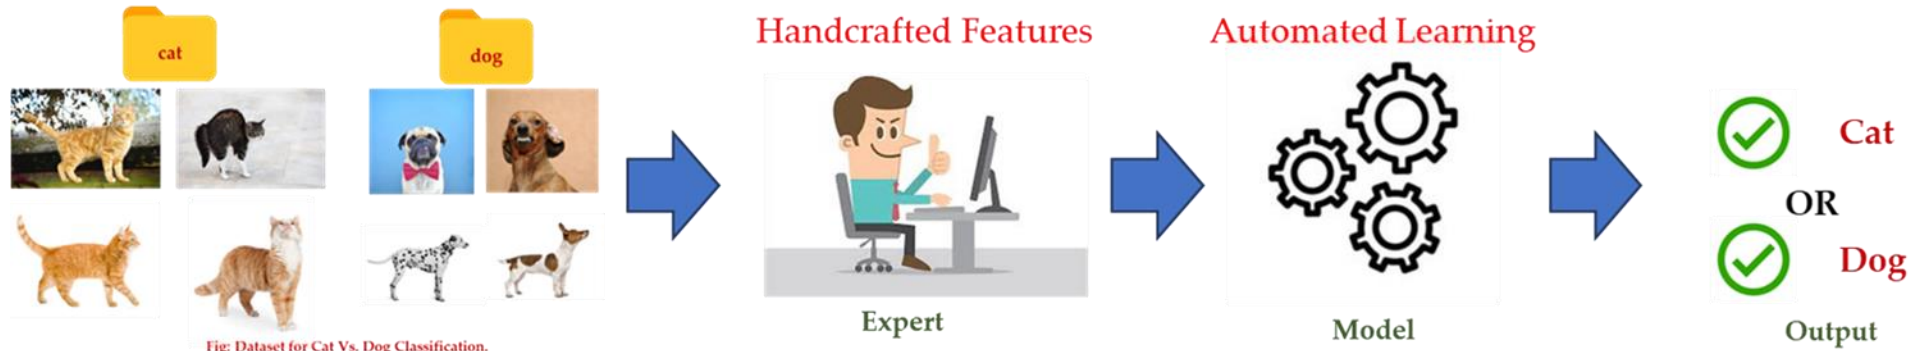 cat
dog
Fig: Dataset for Cat Vs. Dog Classification.
Handcrafted Features
Expert
Automated Learning
Model
Cat
OR
Dog
Output